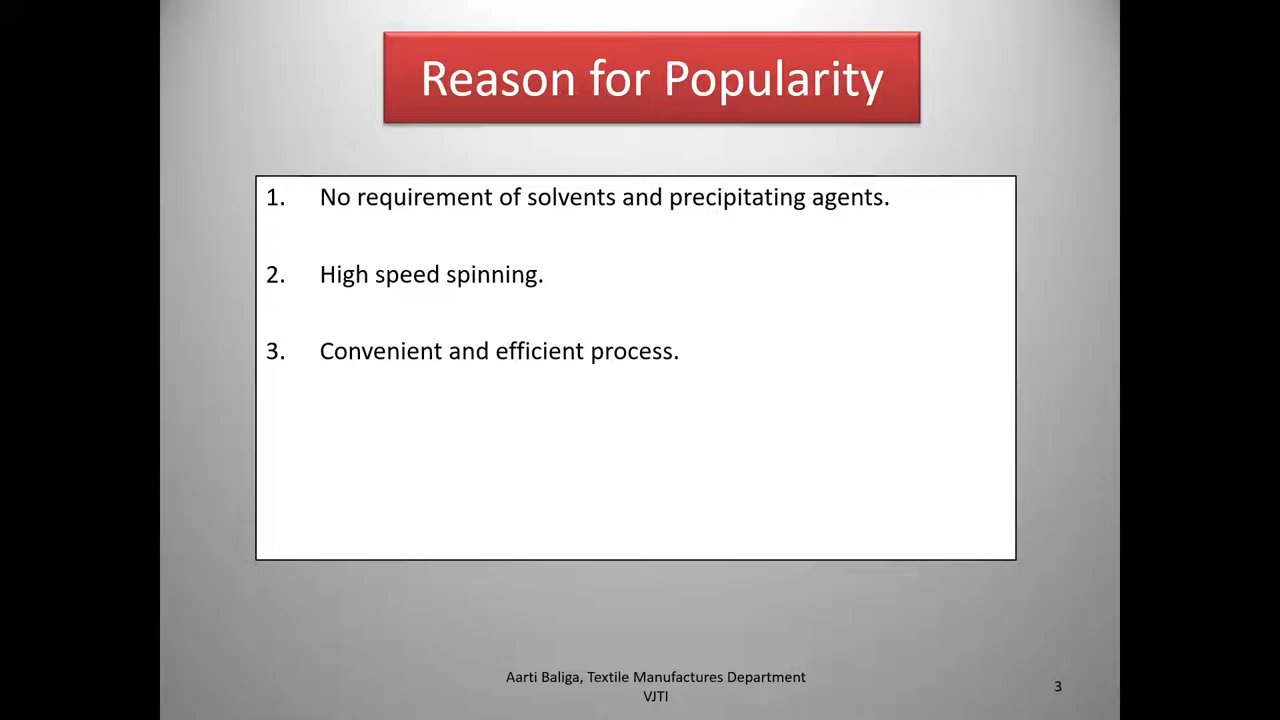 Reason for Popularity
1. No requirement of solvents and precipitating agents.
2. High speed spinning.
3. Convenient and efficient process.
Aarti Baliga, Textile Manufactures Department
VJTI
3